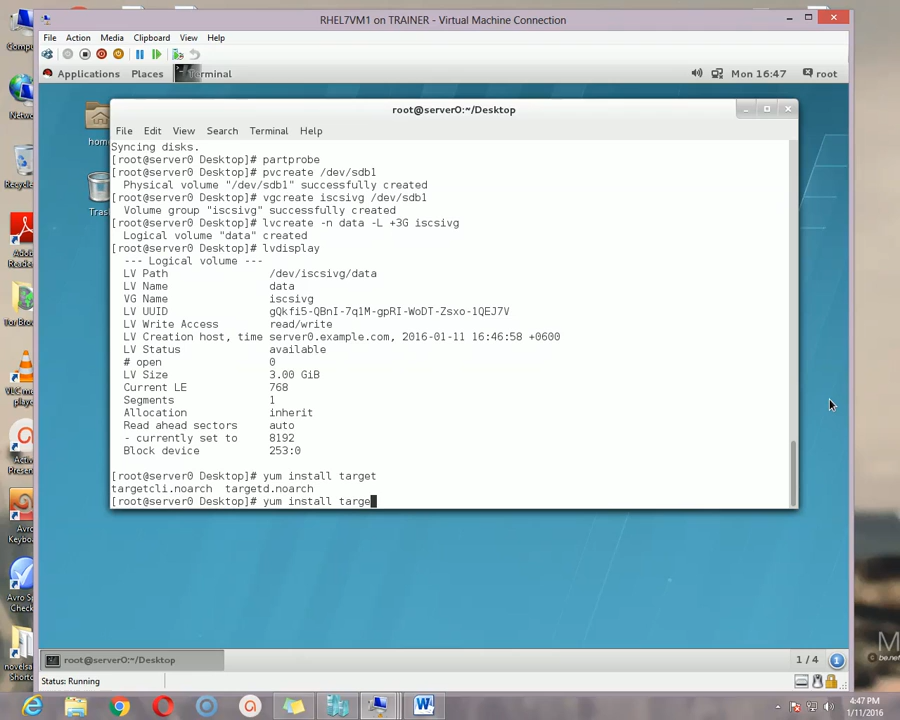 RHEL7VM1 on TRAINER - Virtual Machine Connection
File Action Media Clipboard View Help
Applications Places Terminal Mon 16:47 root
root@server0:~/Desktop
File Edit View Search Terminal Help
Syncing disks.
[root@server0 Desktop]# partprobe
[root@server0 Desktop]# pvcreate /dev/sdb1
Physical volume "/dev/sdb1" successfully created
[root@server0 Desktop]# vgcreate iscsivg /dev/sdb1
Volume group "iscsivg" successfully created
[root@server0 Desktop]# lvcreate -n data -L +3G iscsivg
Logical volume "data" created
[root@server0 Desktop]# lvdisplay
--- Logical volume ---
LV Path /dev/iscsivg/data
LV Name data
VG Name iscsivg
LV UUID gQkfi5-QBnI-7q1M-gpRI-WoDT-Zsxo-1QEJ7V
LV Write Access read/write
LV Creation host, time server0.example.com, 2016-01-11 16:46:58 +0600
LV Status available
# open 0
LV Size 3.00 GiB
Current LE 768
Segments 1
Allocation inherit
Read ahead sectors auto
- currently set to 8192
Block device 253:0
[root@server0 Desktop]# yum install target
targetcli.noarch targetd.noarch
[root@server0 Desktop]# yum install targe
root@server0:~/Desktop
1 / 4
Status: Running
4:47 PM
1/11/2016